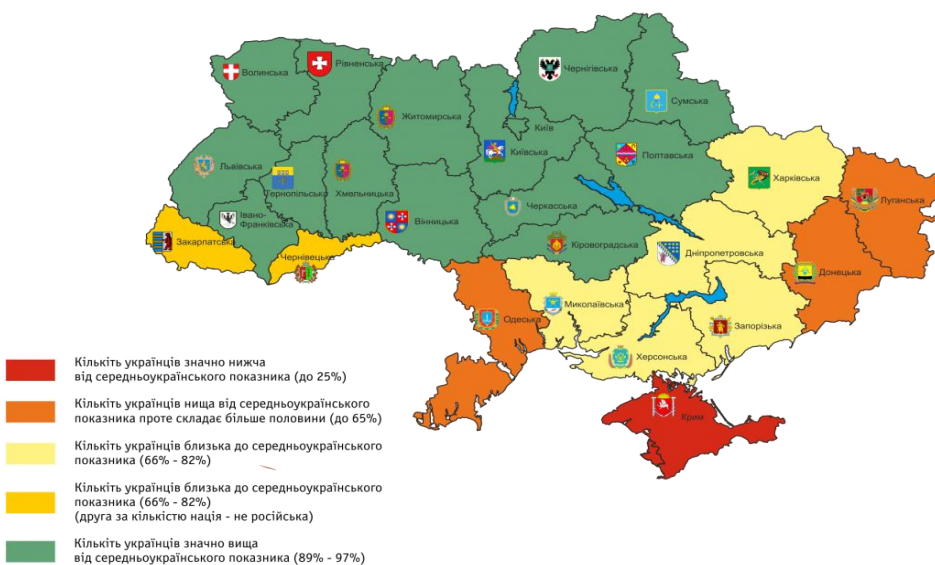 Волинська
Рівненська
Житомирська
Чернігівська
Сумська
Київ
Київська
Полтавська
Львівська
Тернопільська
Хмельницька
Івано-
Франківська
Вінницька
Черкасська
Кіровоградська
Харківська
Луганська
Закарпатська
Чернівецька
Дніпропетровська
Донецька
Одеська
Миколаївська
Запорізька
Херсонська
Крим
Кількіть українців значно нижча
від середньоукраїнського показника (до 25%)
Кількіть українців нища від середньоукраїнського
показника проте складає більше половини (до 65%)
Кількіть українців близька до середньоукраїнського
показника (66% - 82%)
Кількіть українців близька до середньоукраїнського
показника (66% - 82%)
(друга за кількістю нація - не російська)
Кількіть українців значно вища
від середньоукраїнського показника (89% - 97%)